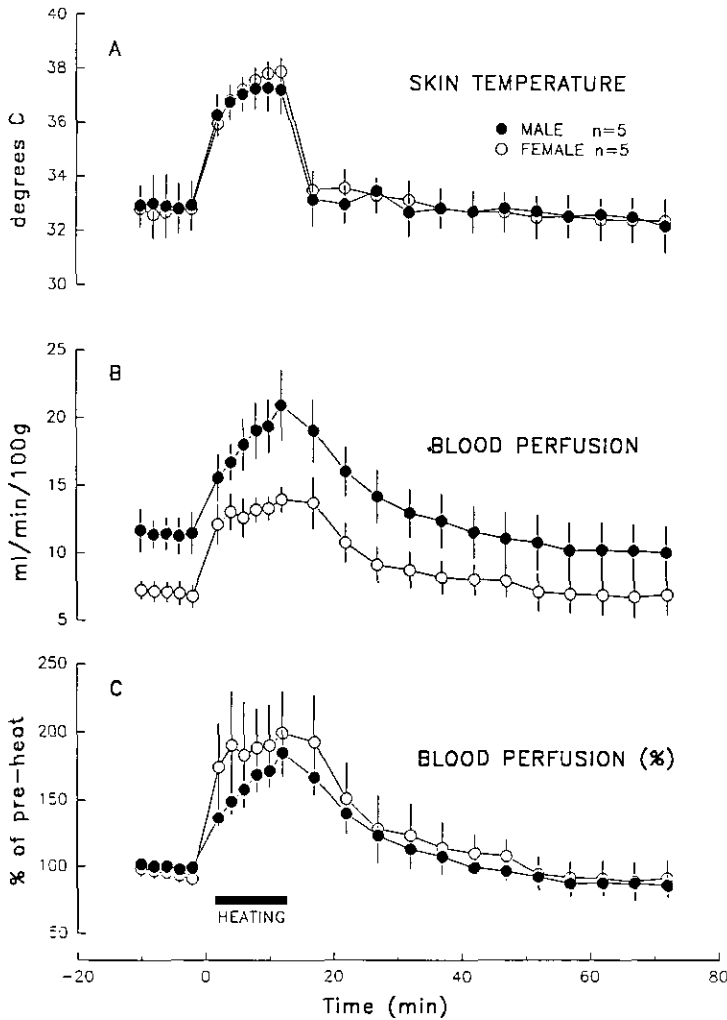 A
SKIN TEMPERATURE
MALE n=5
FEMALE n=5
degrees C
40
38
36
34
32
30
B
BLOOD PERFUSION
ml/min/100g
25
20
15
10
5
C
BLOOD PERFUSION (%)
% of pre-heat
250
200
150
100
50
HEATING
-20
0
20
40
60
80
Time (min)